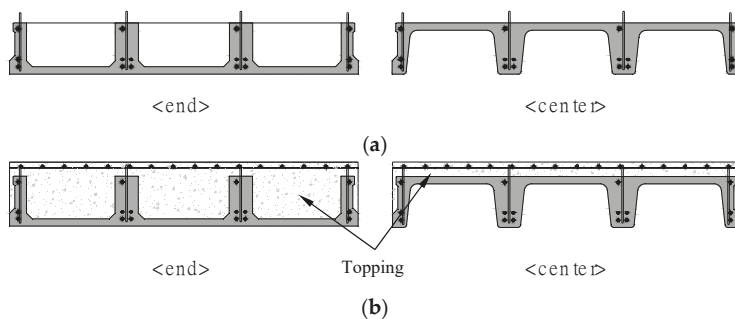 <end> <center>
(a)
Topping
<end> <center>
(b)